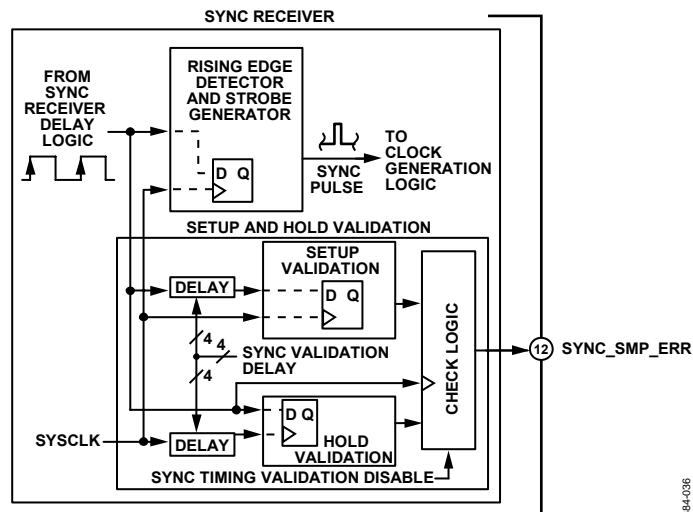 SYNC RECEIVER
FROM
SYNC
RECEIVER
DELAY
LOGIC
RISING EDGE
DETECTOR
AND STROBE
GENERATOR
D Q
SYNC
PULSE
TO
CLOCK
GENERATION
LOGIC
SETUP AND HOLD VALIDATION
SETUP
VALIDATION
DELAY
D Q
4
4
4
SYNC VALIDATION
DELAY
CHECK LOGIC
12 SYNC_SMP_ERR
SYSCLK
DELAY
D Q
HOLD
VALIDATION
SYNC TIMING VALIDATION DISABLE
84-036